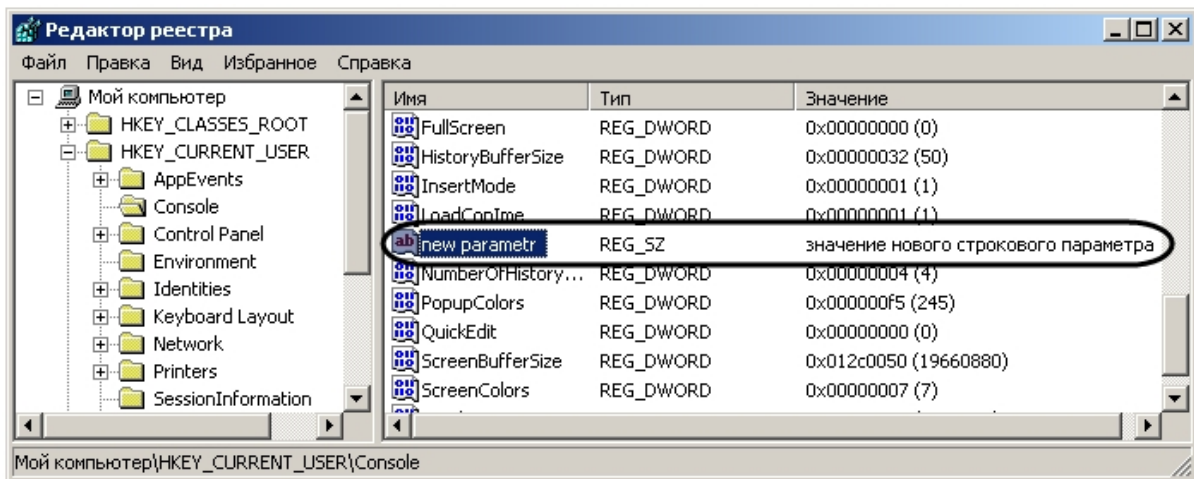 Редактор реестра
Файл Правка Вид Избранное Справка
Мой компьютер
HKEY_CLASSES_ROOT
HKEY_CURRENT_USER
AppEvents
Console
Control Panel
Environment
Identities
Keyboard Layout
Network
Printers
SessionInformation
Имя Тип Значение
FullScreen REG_DWORD 0x00000000 (0)
HistoryBufferSize REG_DWORD 0x00000032 (50)
InsertMode REG_DWORD 0x00000001 (1)
LoadConIme REG_DWORD 0x00000001 (1)
new parametr REG_SZ значение нового строкового параметра
NumberOfHistory... REG_DWORD 0x00000004 (4)
PopupColors REG_DWORD 0x000000f5 (245)
QuickEdit REG_DWORD 0x00000000 (0)
ScreenBufferSize REG_DWORD 0x012c0050 (19660880)
ScreenColors REG_DWORD 0x00000007 (7)
Мой компьютер\HKEY_CURRENT_USER\Console